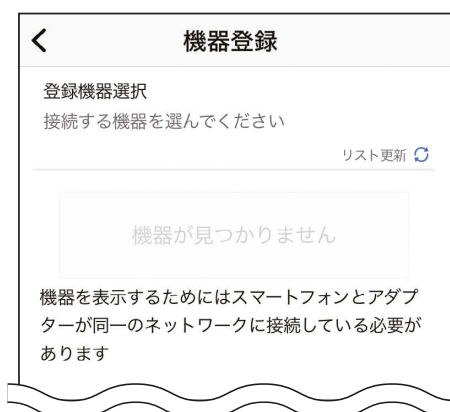 機器登録
登録機器選択
接続する機器を選んでください
リスト更新
機器が見つかりません
機器を表示するためにはスマートフォンとアダプ
ターが同一のネットワークに接続している必要が
あります